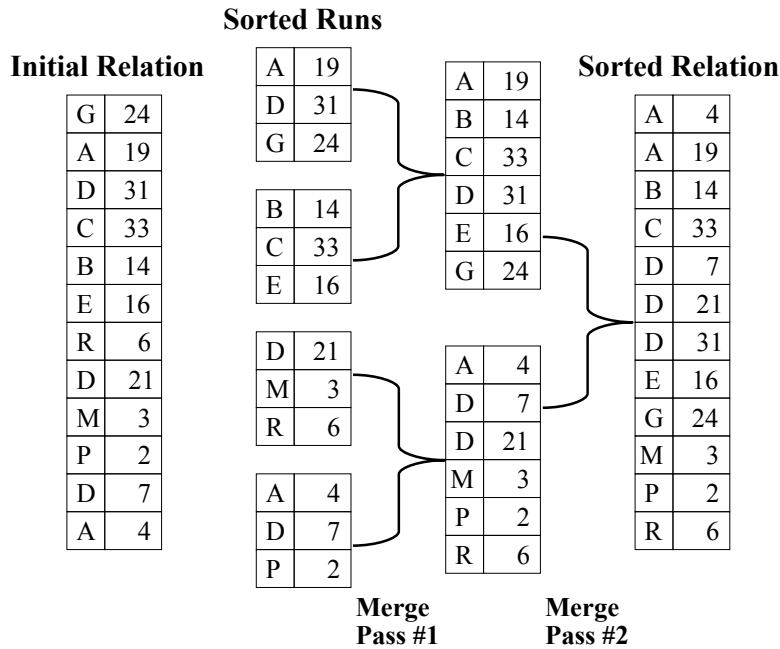 Sorted Runs
Initial Relation
Sorted Relation
G 24
A 19
D 31
C 33
B 14
E 16
R 6
D 21
M 3
P 2
D 7
A 4
A 19
D 31
G 24
B 14
C 33
E 16
D 21
M 3
R 6
A 4
D 7
P 2
A 19
B 14
C 33
D 31
E 16
G 24
A 4
D 7
D 21
M 3
P 2
R 6
A 4
A 19
B 14
C 33
D 7
D 21
D 31
E 16
G 24
M 3
P 2
R 6
Merge
Pass #1
Merge
Pass #2